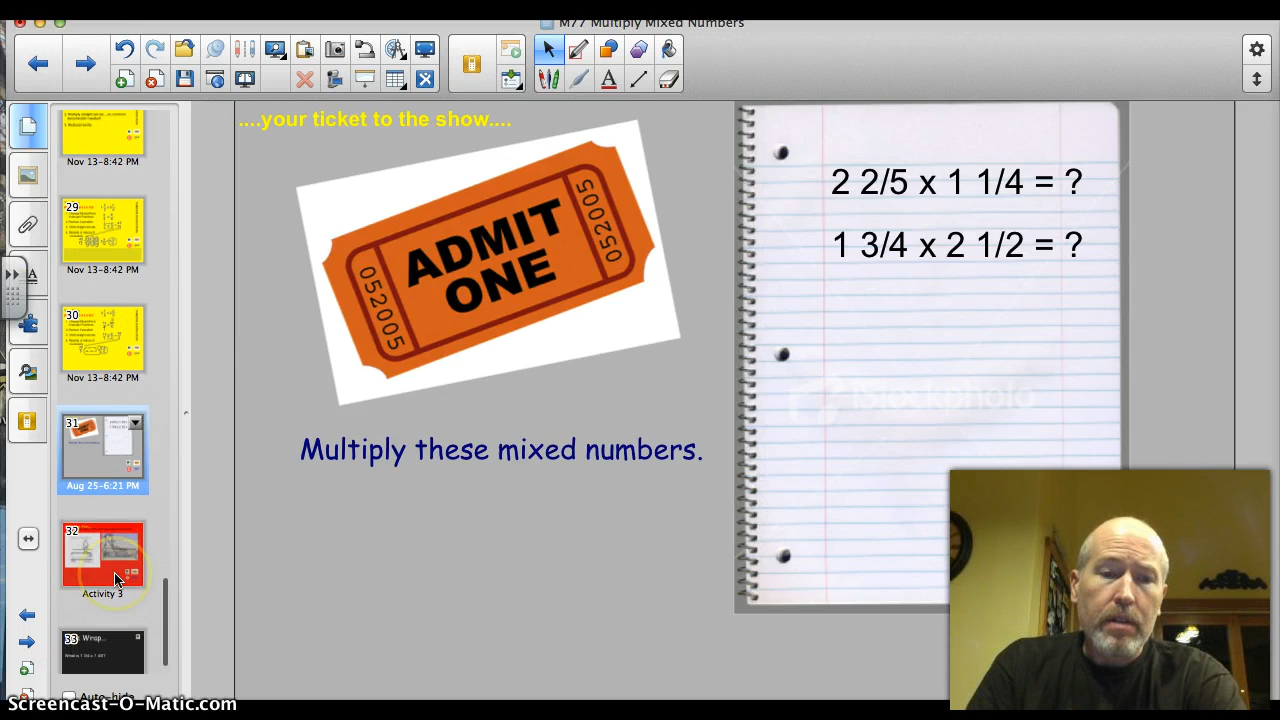 M77 Multiply Mixed Numbers
....your ticket to the show....
052005
ADMIT
ONE
052005
2 2/5 x 1 1/4 = ?
1 3/4 x 2 1/2 = ?
Multiply these mixed numbers.
Nov 13-8:42 PM
29
Nov 13-8:42 PM
30
Nov 13-8:42 PM
31
Aug 25-6:21 PM
32
Activity 3
33
Wrap...
Auto-hide
Screencast-O-Matic.com